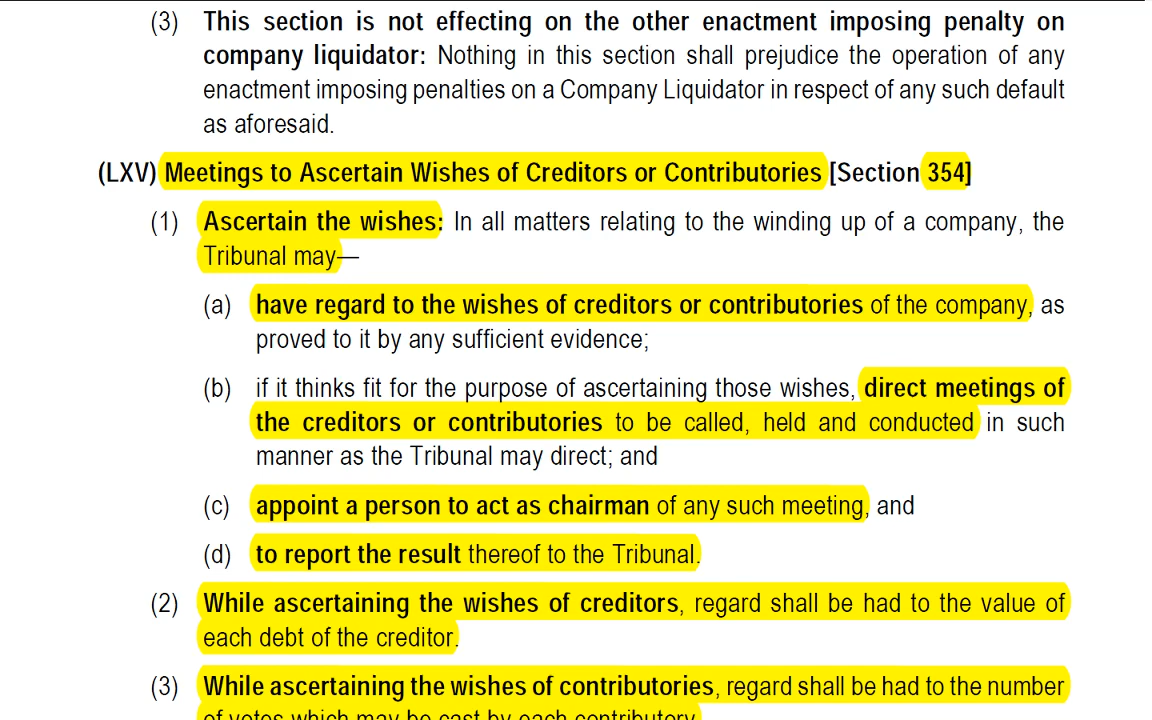 (3) This section is not effecting on the other enactment imposing penalty on
company liquidator: Nothing in this section shall prejudice the operation of any
enactment imposing penalties on a Company Liquidator in respect of any such default
as aforesaid.
(LXV) Meetings to Ascertain Wishes of Creditors or Contributories [Section 354]
(1) Ascertain the wishes: In all matters relating to the winding up of a company, the
Tribunal may—
(a) have regard to the wishes of creditors or contributories of the company, as
proved to it by any sufficient evidence;
(b) if it thinks fit for the purpose of ascertaining those wishes, direct meetings of
the creditors or contributories to be called, held and conducted in such
manner as the Tribunal may direct; and
(c) appoint a person to act as chairman of any such meeting, and
(d) to report the result thereof to the Tribunal.
(2) While ascertaining the wishes of creditors, regard shall be had to the value of
each debt of the creditor.
(3) While ascertaining the wishes of contributories, regard shall be had to the number
of votes which may be cast by each contributory.